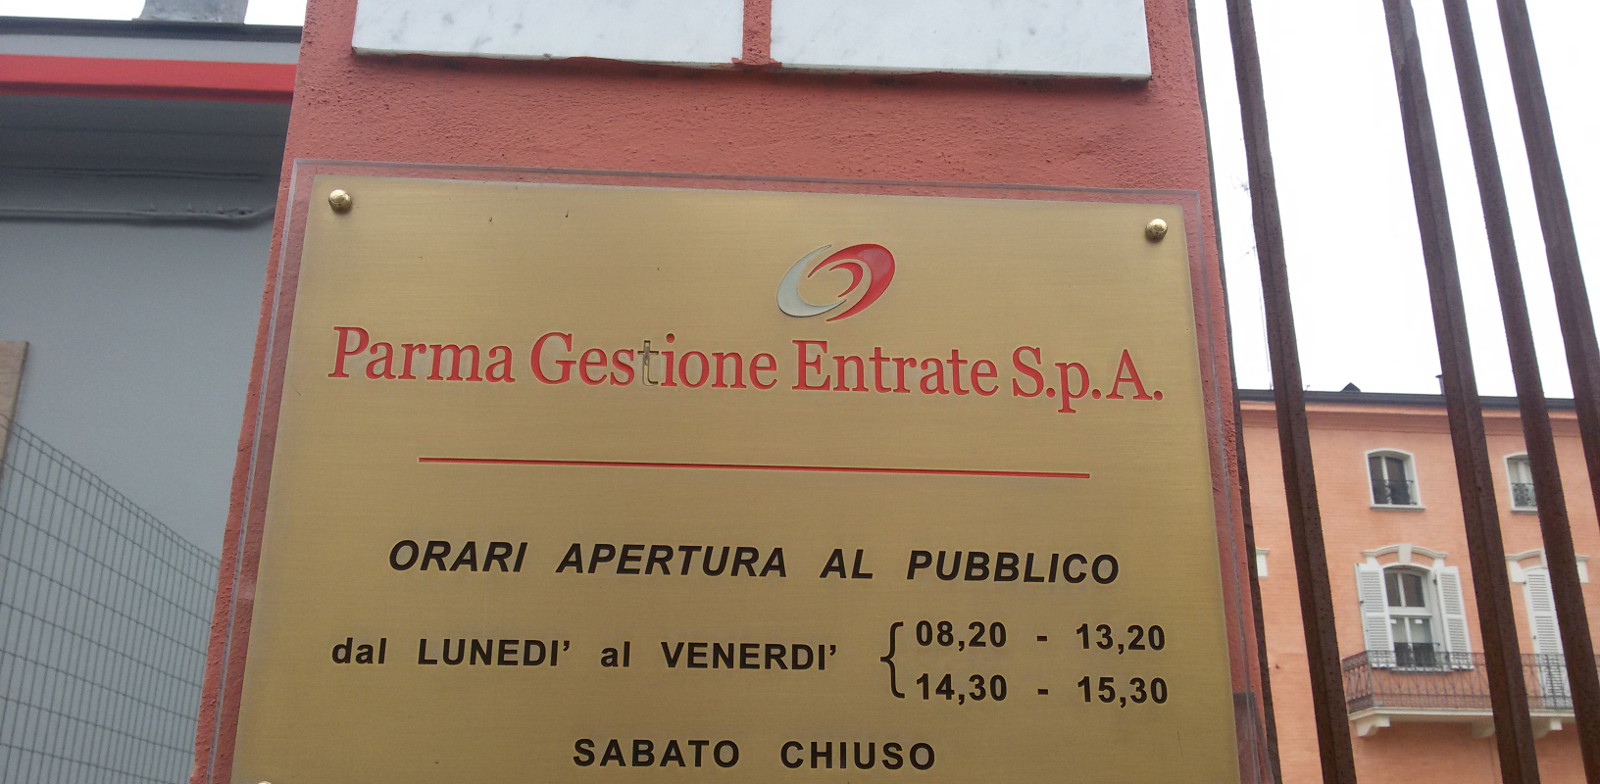 Parma Gestione Entrate S.p.A.
ORARI APERTURA AL PUBBLICO
dal LUNEDI' al VENERDI' { 08,20 - 13,20
14,30 - 15,30
SABATO CHIUSO